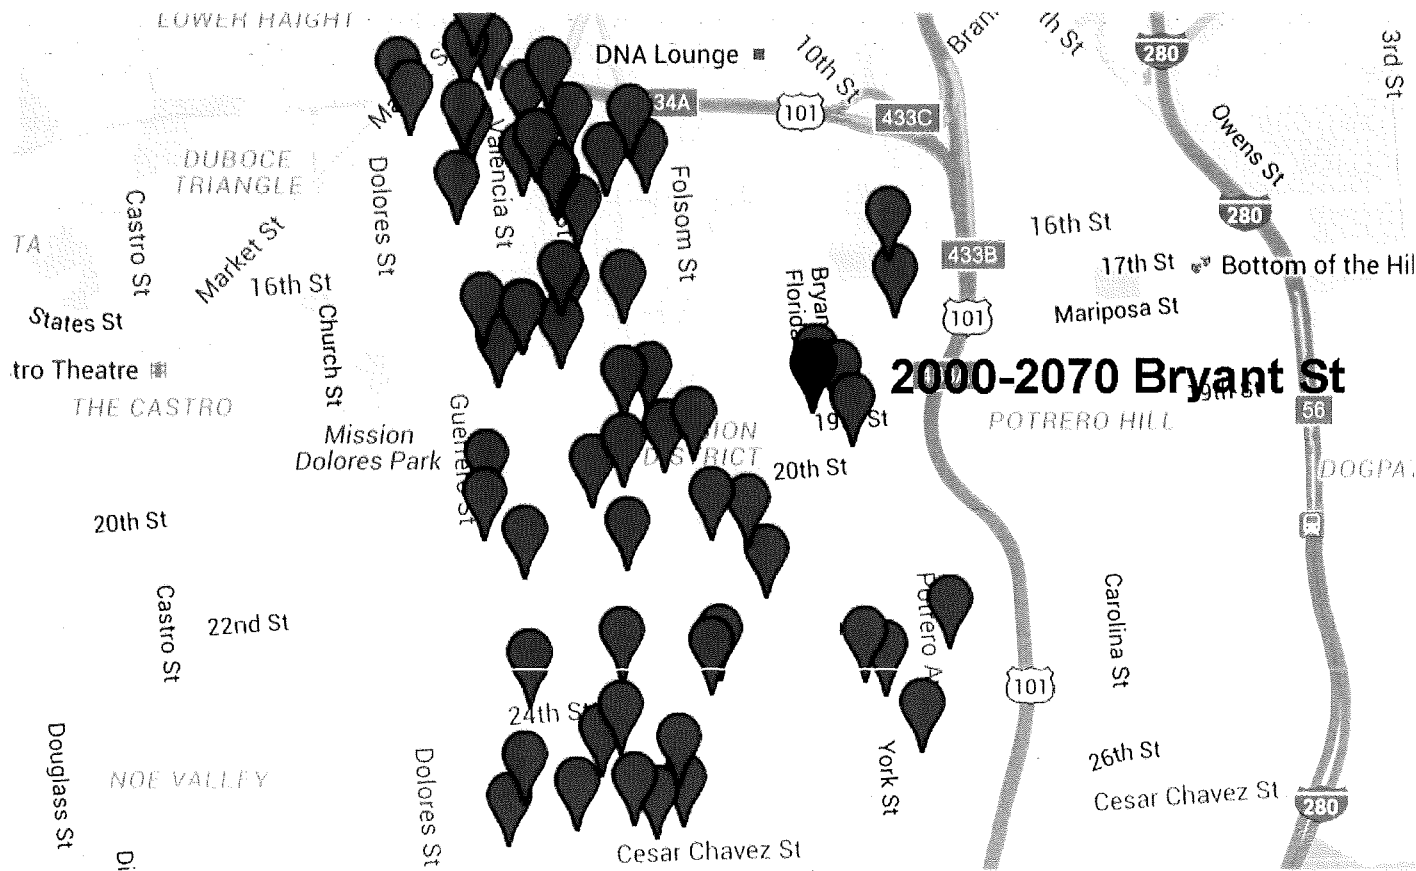 LOWER HAIGHT
DNA Lounge
10th St
3rd St
280
34A
101
433C
Owens St
DUBOCE
TRIANGLE
Dolores St
Valencia St
Folsom St
Castro St
Market St
16th St
280
16th St
433B
17th St
Bottom of the Hil
States St
Church St
Bryan
Florida
101
Mariposa St
tro Theatre
2000-2070 Bryant St
THE CASTRO
Guerrero St
19th St
56
POTRERO HILL
Mission
Dolores Park
DISTRICT
20th St
DOGPAT
20th St
Castro St
22nd St
Potrero Av
Carolina St
101
24th St
Douglass St
NOE VALLEY
Dolores St
York St
26th St
Cesar Chavez St
280
Cesar Chavez St
Di